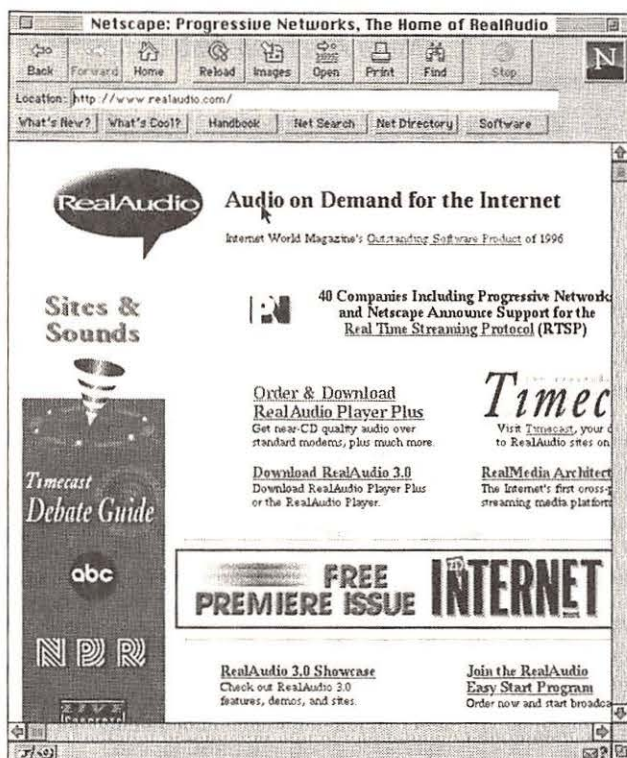 Netscape: Progressive Networks, The Home of RealAudio
Back Forward Home Reload Images Open Print Find Stop
N
Location: http://www.realaudio.com/
What's New? What's Cool? Handbook Net Search Net Directory Software
RealAudio
Audio on Demand for the Internet
Internet World Magazine's Outstanding Software Product of 1996
Sites &
Sounds
PN
40 Companies Including Progressive Network
and Netscape Announce Support for the
Real Time Streaming Protocol (RTSP)
Order & Download
RealAudio Player Plus
Get near-CD quality audio over
standard modems, plus much more.
Timec
Visit Timecast, your
to RealAudio sites on
Download RealAudio 3.0
Download RealAudio Player Plus
or the RealAudio Player.
RealMedia Architect
The Internet's first cross-p
streaming media platform
Timecast
Debate Guide
abc
NPR
LIVE
Concerts
FREE
PREMIERE ISSUE
INTERNET
RealAudio 3.0 Showcase
Check out RealAudio 3.0
features, demos, and sites.
Join the RealAudio
Easy Start Program
Order now and start broadca